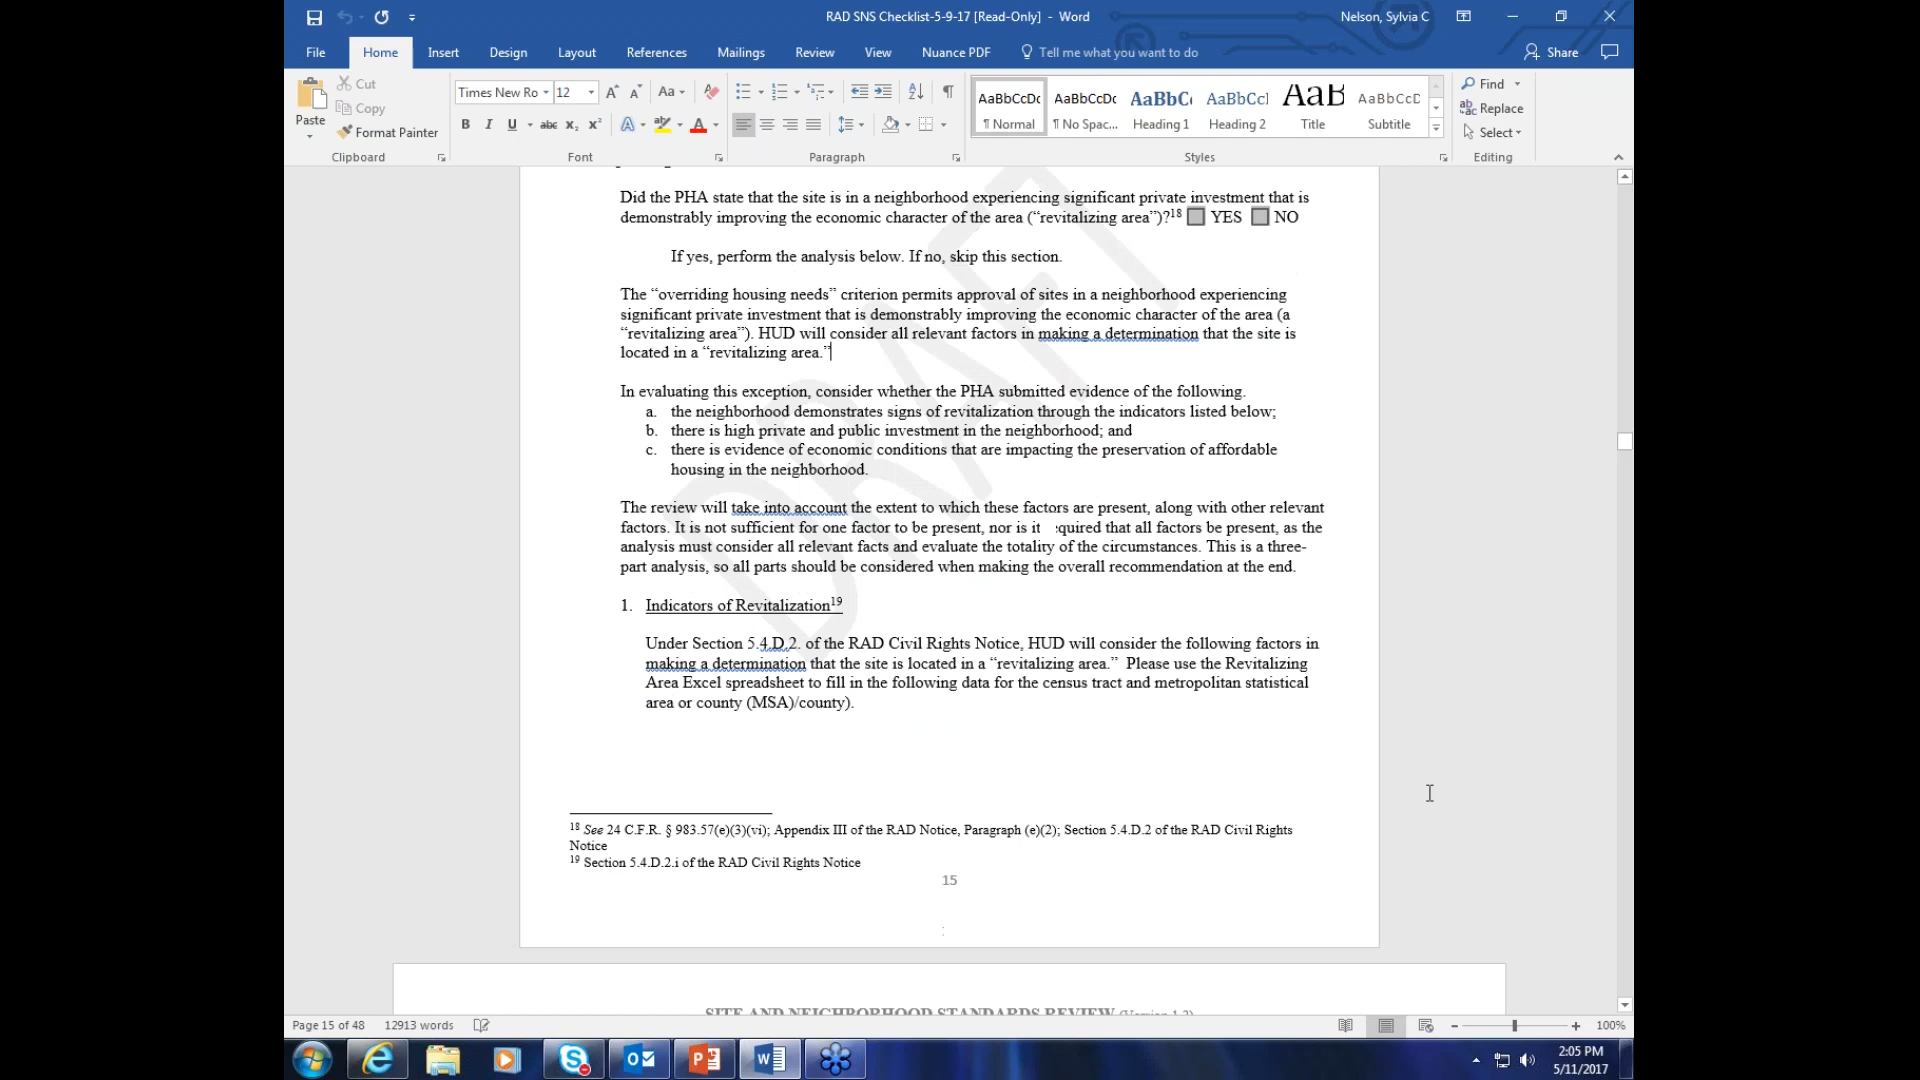 RAD SNS Checklist-5-9-17 [Read-Only] - Word
Nelson, Sylvia C
File Home Insert Design Layout References Mailings Review View Nuance PDF Tell me what you want to do Share
Cut
Copy
Paste
Format Painter
Clipboard
Times New Ro 12
Font
Paragraph
AaBbCcDc AaBbCcDc AaBbC AaBbCcI AaB AaBbCcD
¶ Normal ¶ No Spac... Heading 1 Heading 2 Title Subtitle
Styles
Find
Replace
Select
Editing
Did the PHA state that the site is in a neighborhood experiencing significant private investment that is
demonstrably improving the economic character of the area (“revitalizing area”)?18 YES NO
If yes, perform the analysis below. If no, skip this section.
The “overriding housing needs” criterion permits approval of sites in a neighborhood experiencing
significant private investment that is demonstrably improving the economic character of the area (a
“revitalizing area”). HUD will consider all relevant factors in making a determination that the site is
located in a “revitalizing area.”
In evaluating this exception, consider whether the PHA submitted evidence of the following.
a. the neighborhood demonstrates signs of revitalization through the indicators listed below;
b. there is high private and public investment in the neighborhood; and
c. there is evidence of economic conditions that are impacting the preservation of affordable
housing in the neighborhood.
The review will take into account the extent to which these factors are present, along with other relevant
factors. It is not sufficient for one factor to be present, nor is it equired that all factors be present, as the
analysis must consider all relevant facts and evaluate the totality of the circumstances. This is a three-
part analysis, so all parts should be considered when making the overall recommendation at the end.
1. Indicators of Revitalization19
Under Section 5.4.D.2. of the RAD Civil Rights Notice, HUD will consider the following factors in
making a determination that the site is located in a “revitalizing area.” Please use the Revitalizing
Area Excel spreadsheet to fill in the following data for the census tract and metropolitan statistical
area or county (MSA)/county).
DRAFT
18 See 24 C.F.R. § 983.57(e)(3)(vi); Appendix III of the RAD Notice, Paragraph (e)(2); Section 5.4.D.2 of the RAD Civil Rights
Notice
19 Section 5.4.D.2.i of the RAD Civil Rights Notice
15
SITE AND NEIGHBORHOOD STANDARDS REVIEW (Version 1.2)
Page 15 of 48 12913 words 100%
2:05 PM
5/11/2017